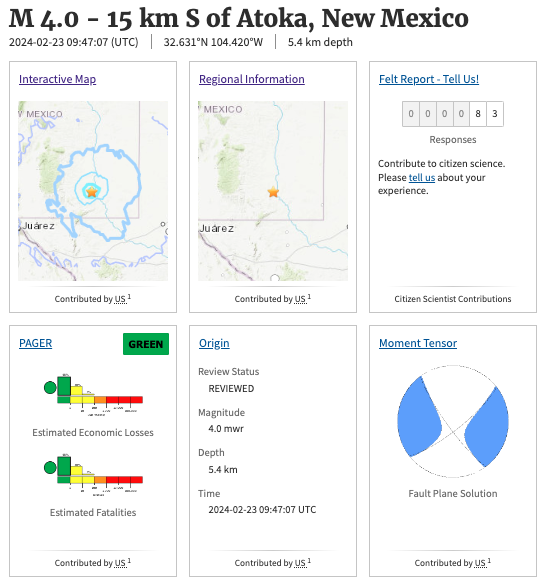 M 4.0 - 15 km S of Atoka, New Mexico
2024-02-23 09:47:07 (UTC) 32.631°N 104.420°W 5.4 km depth
Interactive Map
W MEXICO
Juárez
Contributed by US 1
Regional Information
MEXICO
Juárez
Contributed by US 1
Felt Report - Tell Us!
0 0 0 0 8 3
Responses
Contribute to citizen science.
Please tell us about your
experience.
Citizen Scientist Contributions
PAGER
GREEN
Estimated Economic Losses
Estimated Fatalities
Contributed by US 1
Origin
Review Status
REVIEWED
Magnitude
4.0 mwr
Depth
5.4 km
Time
2024-02-23 09:47:07 UTC
Contributed by US 1
Moment Tensor
Fault Plane Solution
Contributed by US 1